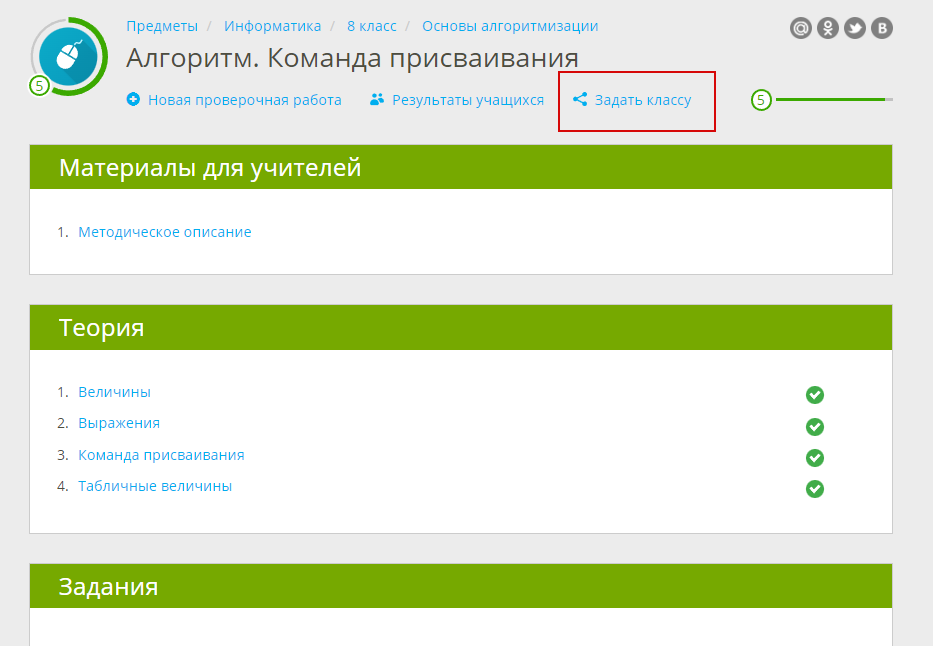 Предметы / Информатика / 8 класс / Основы алгоритмизации
Алгоритм. Команда присваивания
5
Новая проверочная работа Результаты учащихся Задать классу 5
Материалы для учителей
1. Методическое описание
Теория
1. Величины
2. Выражения
3. Команда присваивания
4. Табличные величины
Задания